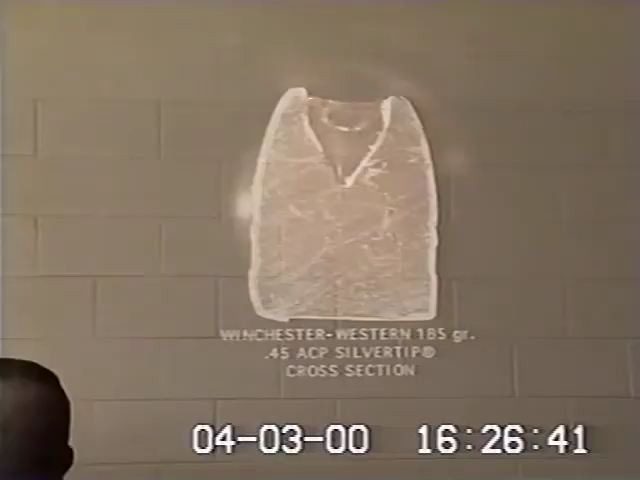 WINCHESTER-WESTERN 185 gr.
.45 ACP SILVERTIP®
CROSS SECTION
04-03-00 16:26:41